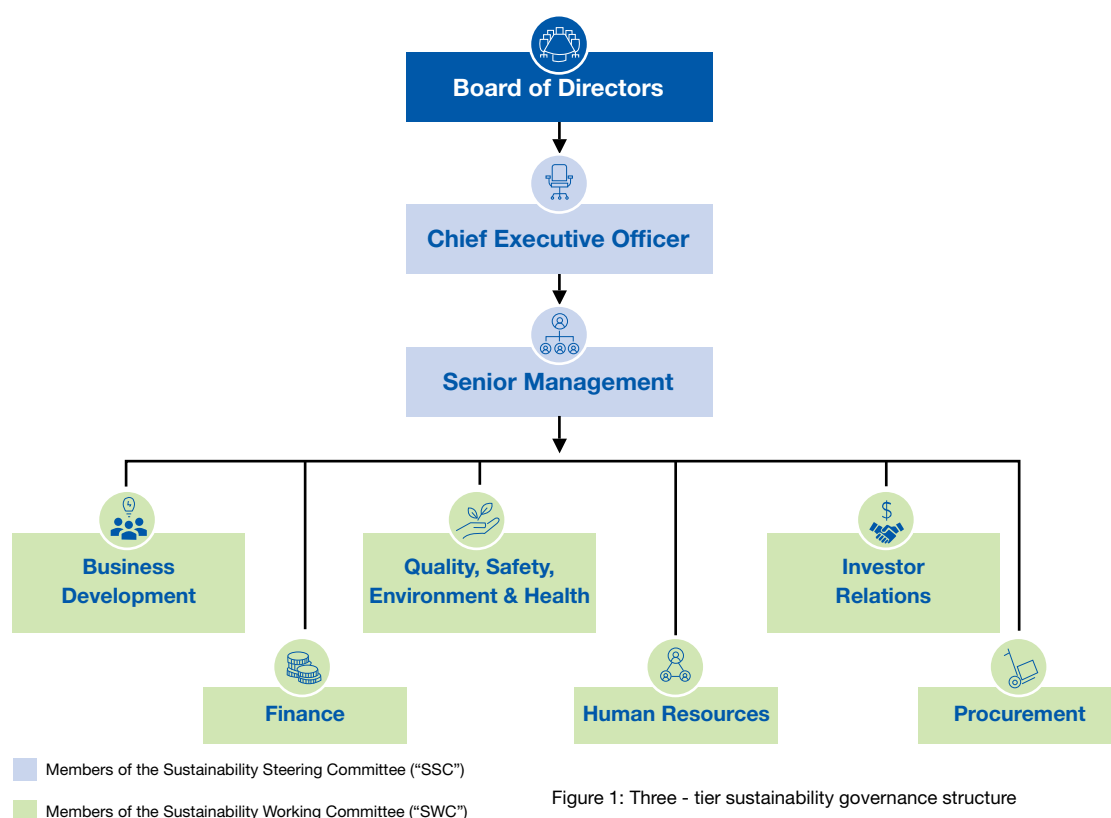 Board of Directors
Chief Executive Officer
Senior Management
Business
Development
Quality, Safety,
Environment & Health
Investor
Relations
Finance
Human Resources
Procurement
Members of the Sustainability Steering Committee (“SSC”)
Members of the Sustainability Working Committee (“SWC”)
Figure 1: Three - tier sustainability governance structure